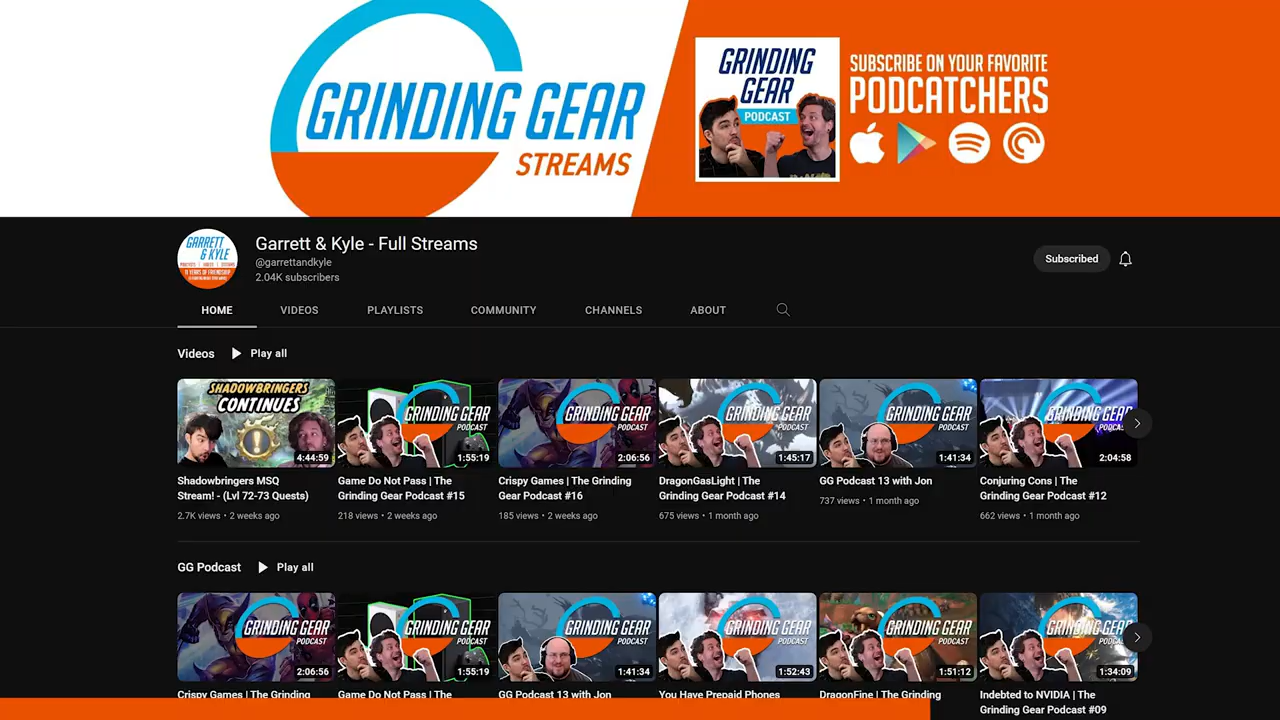 GRINDING GEAR
STREAMS
GRINDING
GEAR
PODCAST
SUBSCRIBE ON YOUR FAVORITE
PODCATCHERS
GARRETT
& KYLE
Garrett & Kyle - Full Streams
@garrettandkyle
2.04K subscribers
Subscribed
HOME VIDEOS PLAYLISTS COMMUNITY CHANNELS ABOUT
Videos Play all
SHADOWBRINGERS
CONTINUES
4:44:59
GRINDING GEAR
PODCAST
1:55:19
GRINDING GEAR
PODCAST
2:06:56
GRINDING GEAR
PODCAST
1:45:17
GRINDING GEAR
PODCAST
1:41:34
GRINDING GEAR
PODCAST
2:04:58
Shadowbringers MSQ
Stream! - (Lvl 72-73 Quests)
2.7K views • 2 weeks ago
Game Do Not Pass | The
Grinding Gear Podcast #15
218 views • 2 weeks ago
Crispy Games | The Grinding
Gear Podcast #16
185 views • 2 weeks ago
DragonGasLight | The
Grinding Gear Podcast #14
675 views • 1 month ago
GG Podcast 13 with Jon
737 views • 1 month ago
Conjuring Cons | The
Grinding Gear Podcast #12
662 views • 1 month ago
GG Podcast Play all
GRINDING GEAR
PODCAST
2:06:56
GRINDING GEAR
PODCAST
1:55:19
GRINDING GEAR
PODCAST
1:41:34
GRINDING GEAR
PODCAST
1:52:43
GRINDING GEAR
PODCAST
1:51:12
GRINDING GEAR
PODCAST
1:34:09
Crispy Games | The Grinding
Game Do Not Pass | The
GG Podcast 13 with Jon
You Have Prepaid Phones
DragonFine | The Grinding
Indebted to NVIDIA | The
Grinding Gear Podcast #09